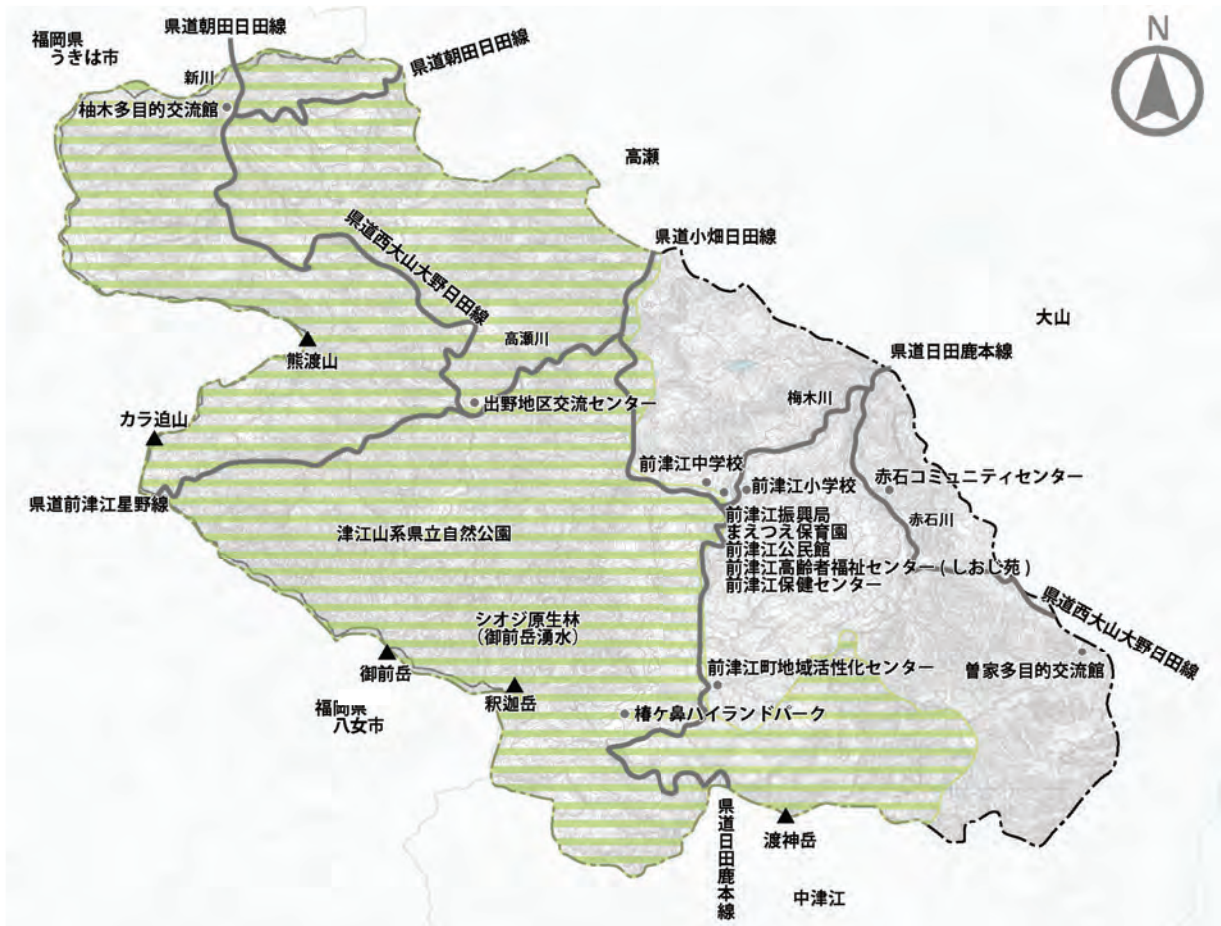 県道朝田日田線
福岡県
うきは市
県道朝田日田線
N
新川
柚木多目的交流館
高瀬
県道小畑日田線
県道西大山大野日田線
大山
高瀬川
県道日田鹿本線
熊渡山
梅木川
出野地区交流センター
カラ迫山
前津江中学校
赤石コミュニティセンター
前津江小学校
県道前津江星野線
前津江振興局
赤石川
津江山系県立自然公園
まえつえ保育園
前津江公民館
前津江高齢者福祉センター(しおじ苑)
前津江保健センター
県道西大山大野日田線
シオジ原生林
(御前岳湧水)
御前岳
前津江町地域活性化センター
曽家多目的交流館
釈迦岳
福岡県
八女市
椿ヶ鼻ハイランドパーク
県道日田鹿本線
渡神岳
中津江